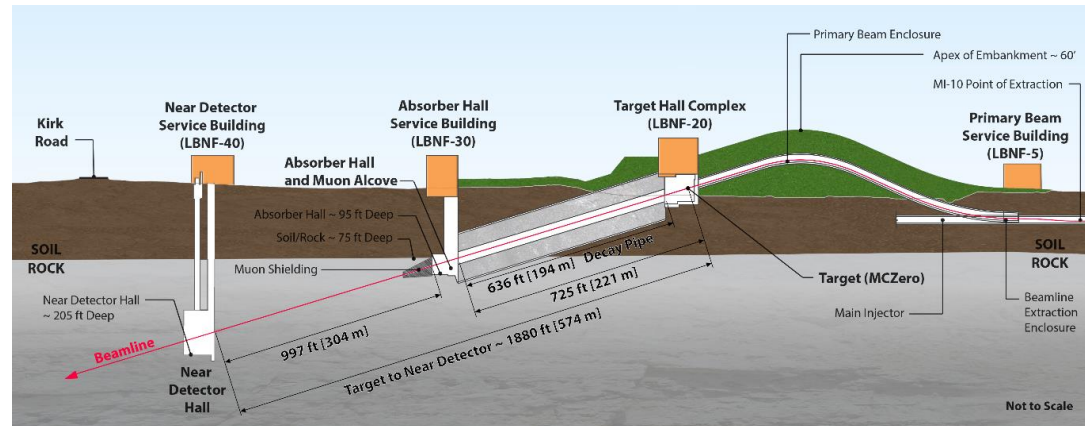 Primary Beam Enclosure
Apex of Embankment ~ 60'
MI-10 Point of Extraction
Kirk
Road
Near Detector
Service Building
(LBNF-40)
Absorber Hall
Service Building
(LBNF-30)
Target Hall Complex
(LBNF-20)
Primary Beam
Service Building
(LBNF-5)
Absorber Hall
and Muon Alcove
Absorber Hall ~ 95 ft Deep
Soil/Rock ~ 75 ft Deep
SOIL
ROCK
Muon Shielding
636 ft [194 m] Decay Pipe
725 ft [221 m]
Target (MCZero)
SOIL
ROCK
Main Injector
Beamline
Extraction
Enclosure
Near Detector Hall
~ 205 ft Deep
Beamline
997 ft [304 m]
Target to Near Detector ~ 1880 ft [574 m]
Near
Detector
Hall
Not to Scale